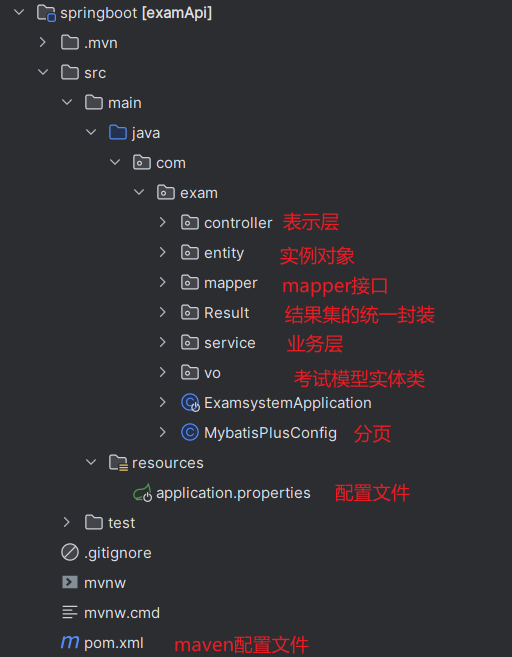 springboot [examApi]
.mvn
src
main
java
com
exam
controller 表示层
entity 实例对象
mapper mapper接口
Result 结果集的统一封装
service 业务层
vo 考试模型实体类
ExamsystemApplication
MybatisPlusConfig 分页
resources
application.properties 配置文件
test
.gitignore
mvnw
mvnw.cmd
pom.xml maven配置文件